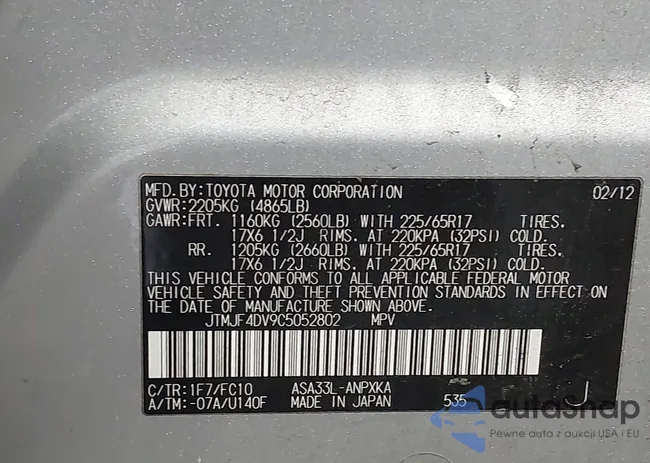 MFD.BY:TOYOTA MOTOR CORPORATION 02/12
GVWR:2205KG (4865LB)
GAWR:FRT. 1160KG (2560LB) WITH 225/65R17 TIRES.
17X6 1/2J RIMS. AT 220KPA (32PSI) COLD.
RR. 1205KG (2660LB) WITH 225/65R17 TIRES.
17X6 1/2J RIMS. AT 220KPA (32PSI) COLD.
THIS VEHICLE CONFORMS TO ALL APPLICABLE FEDERAL MOTOR
VEHICLE SAFETY AND THEFT PREVENTION STANDARDS IN EFFECT ON
THE DATE OF MANUFACTURE SHOWN ABOVE.
JTMJF4DV9C5052802 MPV
C/TR:1F7/FC10 ASA33L-ANPXKA
A/TM:-07A/U140F MADE IN JAPAN 535 J
autosnap
Pewne auta z aukcji USA i EU